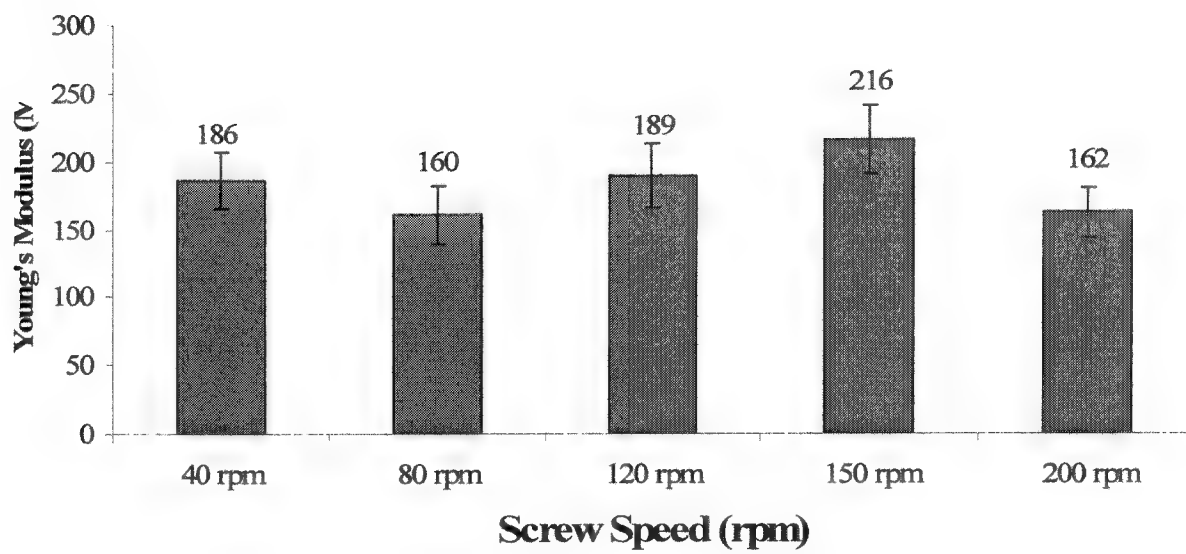 300
250
200
150
100
50
0
Young's Modulus (M
186
160
189
216
162
40 rpm
80 rpm
120 rpm
150 rpm
200 rpm
Screw Speed (rpm)